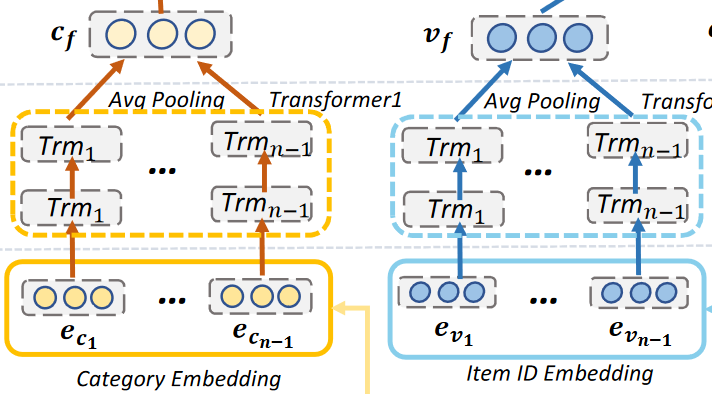 c_f v_f
Avg Pooling Transformer1 Avg Pooling Transfo
Trm_1 ... Trm_{n-1} Trm_1 ... Trm_{n-1}
Trm_1 Trm_{n-1} Trm_1 Trm_{n-1}
... ...
e_{c_1} e_{c_{n-1}} e_{v_1} e_{v_{n-1}}
Category Embedding Item ID Embedding